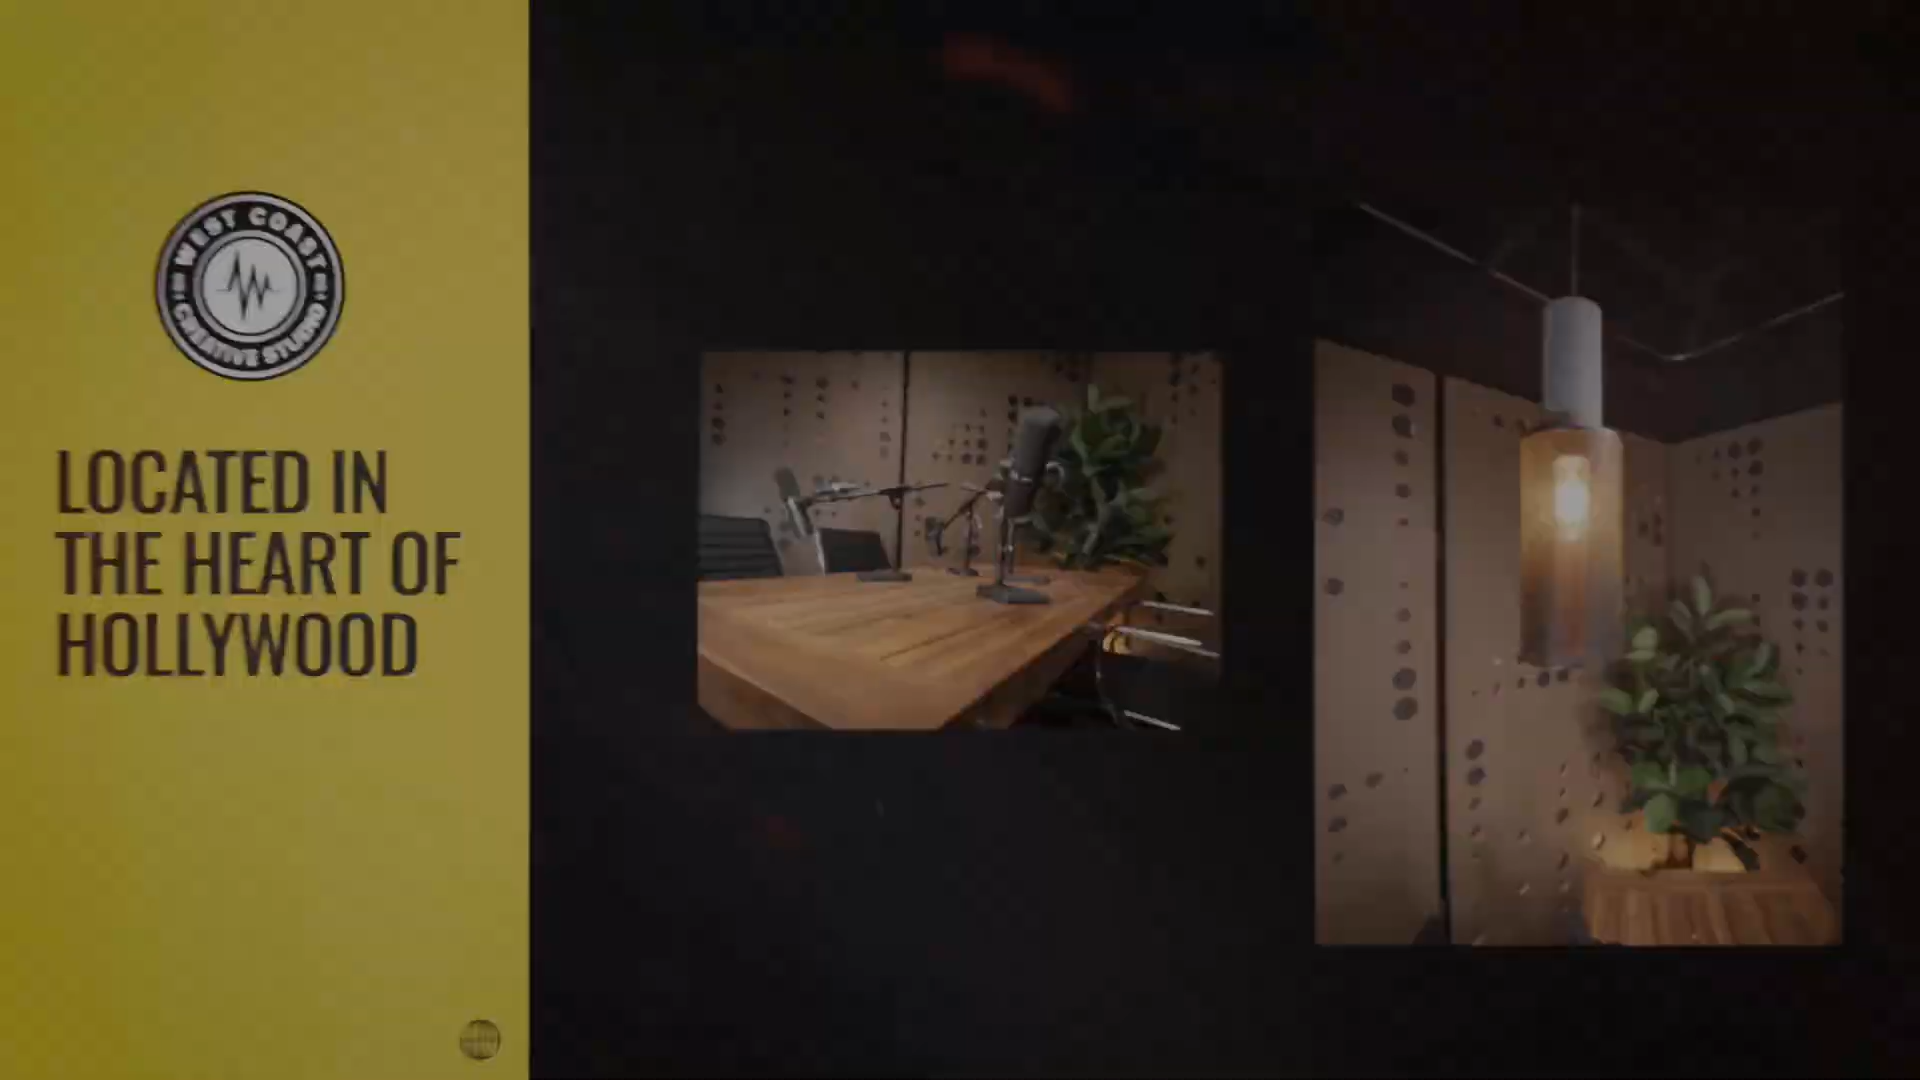 WEST COAST
CREATIVE STUDIO
LOCATED IN
THE HEART OF
HOLLYWOOD